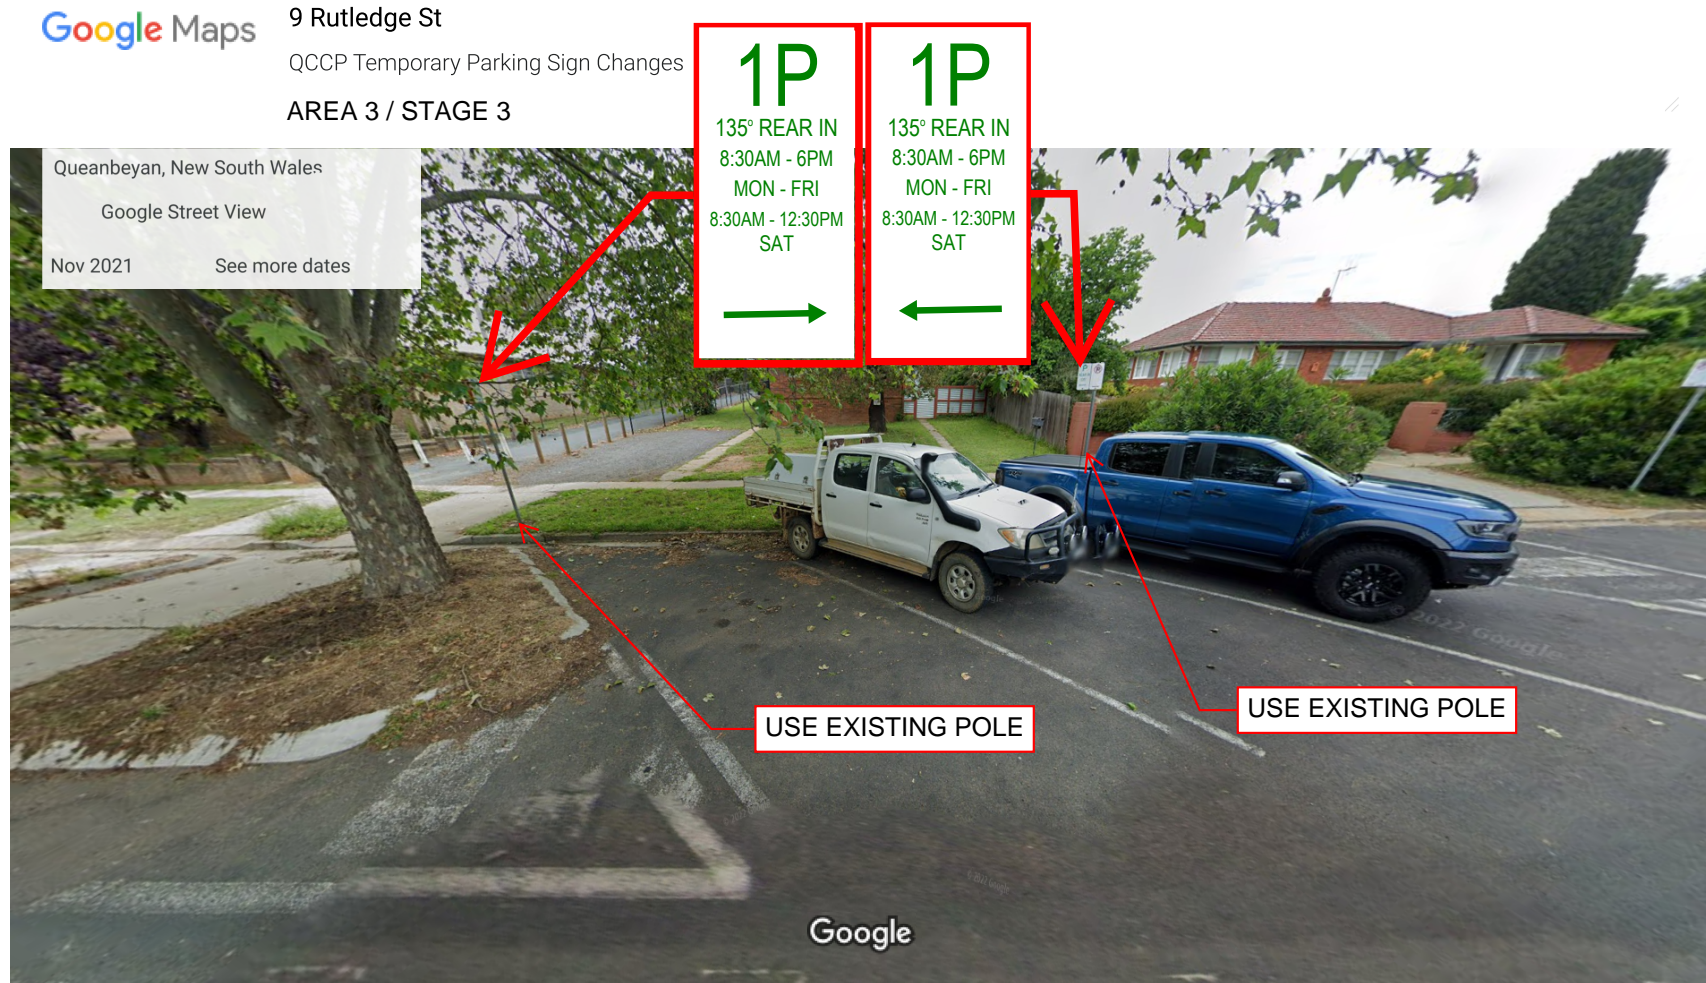 Google Maps
9 Rutledge St
QCCP Temporary Parking Sign Changes
AREA 3 / STAGE 3
Queanbeyan, New South Wales
Google Street View
Nov 2021
See more dates
1P
135° REAR IN
8:30AM - 6PM
MON - FRI
8:30AM - 12:30PM
SAT
1P
135° REAR IN
8:30AM - 6PM
MON - FRI
8:30AM - 12:30PM
SAT
P
USE EXISTING POLE
USE EXISTING POLE
Google
2022 Google
Google